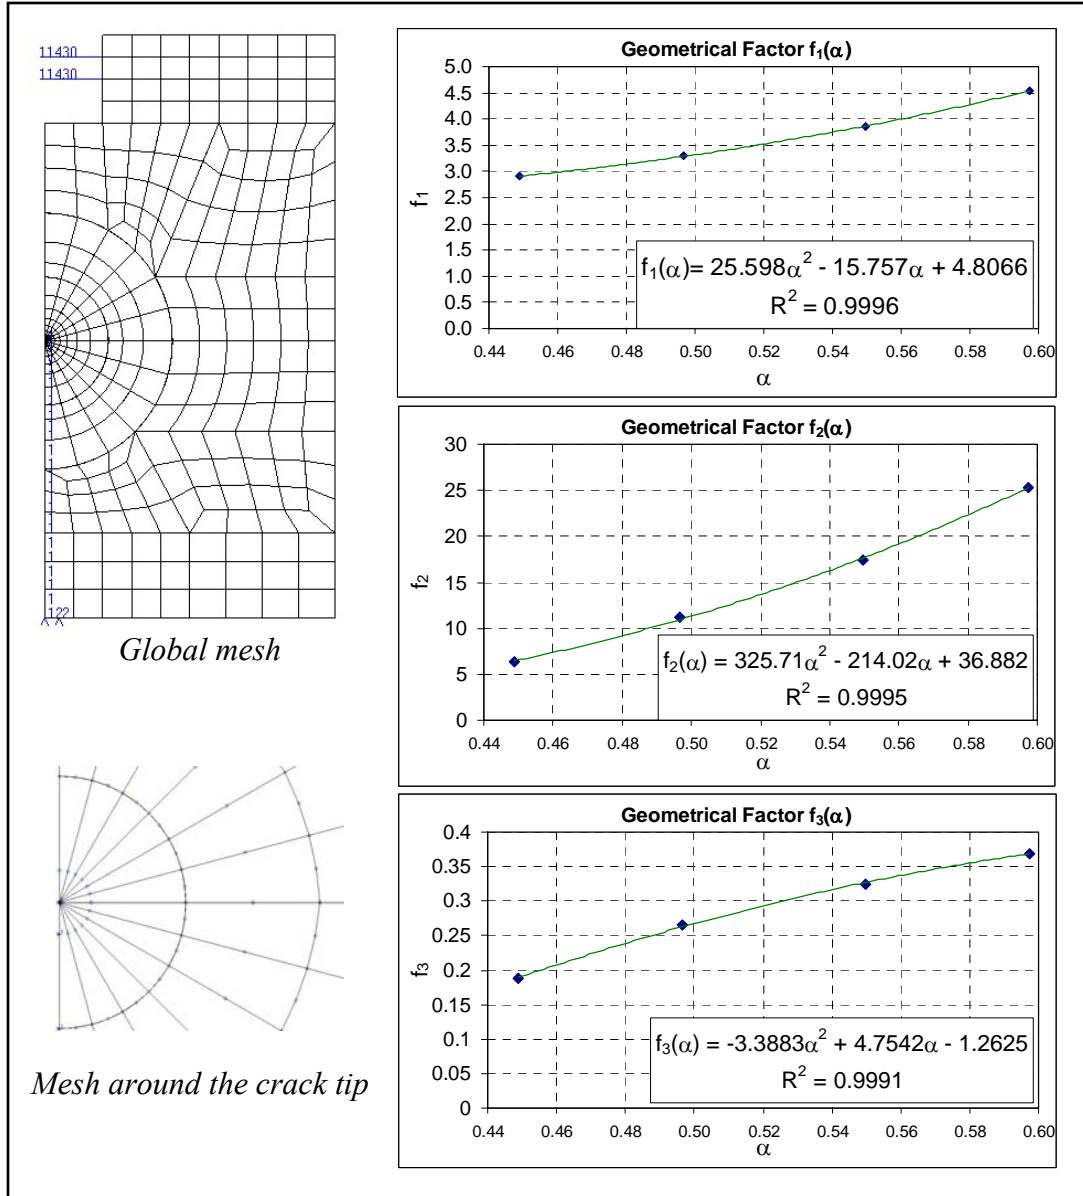 11430
11430
1
1
1
1
1
122
Global mesh
Mesh around the crack tip
Geometrical Factor f₁(α)
5.0
4.5
4.0
3.5
3.0
2.5
2.0
1.5
1.0
0.5
0.0
f₁
f₁(α)= 25.598α² - 15.757α + 4.8066
R² = 0.9996
0.44 0.46 0.48 0.50 0.52 0.54 0.56 0.58 0.60
α
Geometrical Factor f₂(α)
30
25
20
15
10
5
0
f₂
f₂(α) = 325.71α² - 214.02α + 36.882
R² = 0.9995
0.44 0.46 0.48 0.50 0.52 0.54 0.56 0.58 0.60
α
Geometrical Factor f₃(α)
0.4
0.35
0.3
0.25
0.2
0.15
0.1
0.05
0
f₃
f₃(α) = -3.3883α² + 4.7542α - 1.2625
R² = 0.9991
0.44 0.46 0.48 0.50 0.52 0.54 0.56 0.58 0.60
α